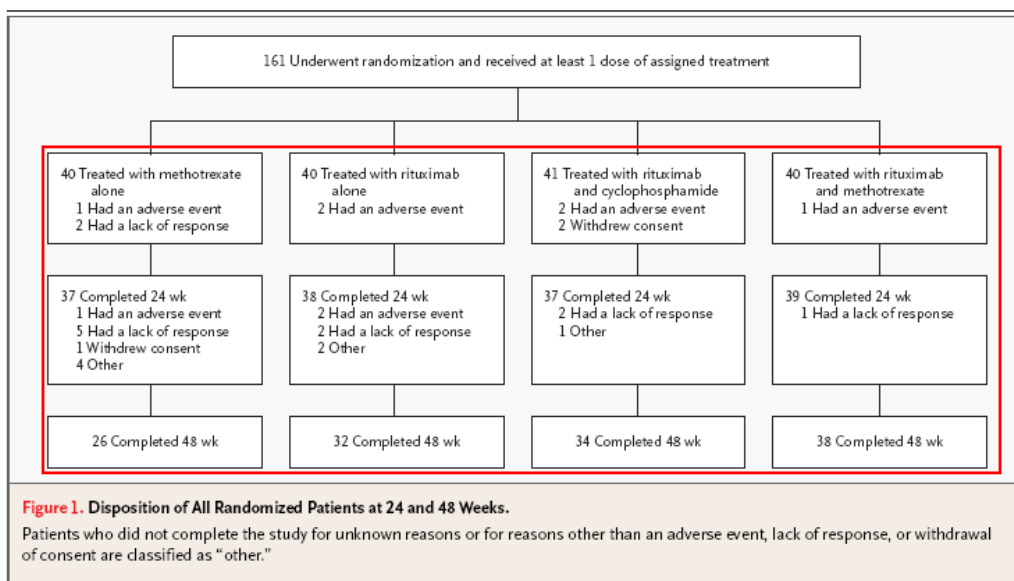 161 Underwent randomization and received at least 1 dose of assigned treatment
40 Treated with methotrexate
alone
1 Had an adverse event
2 Had a lack of response
40 Treated with rituximab
alone
2 Had an adverse event
41 Treated with rituximab
and cyclophosphamide
2 Had an adverse event
2 Withdrew consent
40 Treated with rituximab
and methotrexate
1 Had an adverse event
37 Completed 24 wk
1 Had an adverse event
5 Had a lack of response
1 Withdrew consent
4 Other
38 Completed 24 wk
2 Had an adverse event
2 Had a lack of response
2 Other
37 Completed 24 wk
2 Had a lack of response
1 Other
39 Completed 24 wk
1 Had a lack of response
26 Completed 48 wk
32 Completed 48 wk
34 Completed 48 wk
38 Completed 48 wk
Figure 1. Disposition of All Randomized Patients at 24 and 48 Weeks.
Patients who did not complete the study for unknown reasons or for reasons other than an adverse event, lack of response, or withdrawal
of consent are classified as “other.”